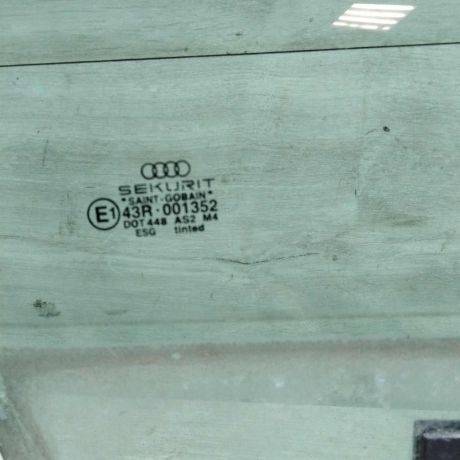 SEKURIT
"SAINT-GOBAIN"
E1 43R-001352
DOT 448 AS2 M4
ESG tinted